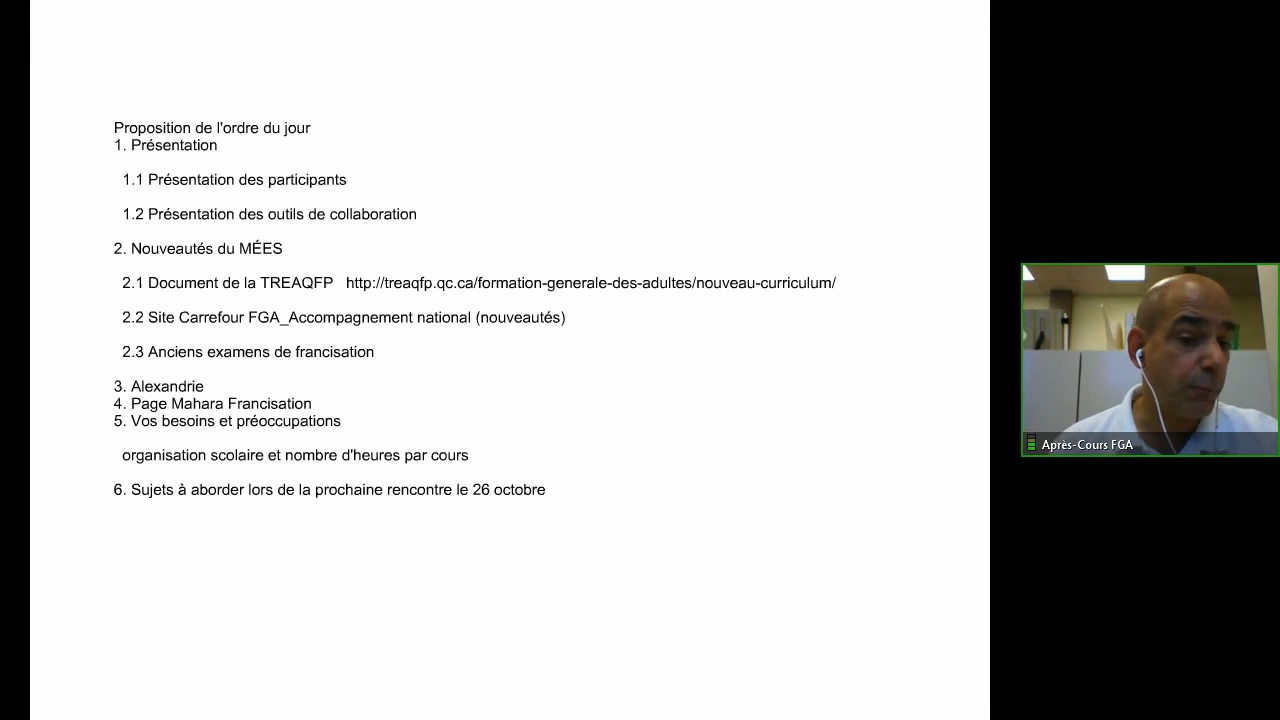 Proposition de l'ordre du jour
1. Présentation
1.1 Présentation des participants
1.2 Présentation des outils de collaboration
2. Nouveautés du MÉES
2.1 Document de la TREAQFP http://treaqfp.qc.ca/formation-generale-des-adultes/nouveau-curriculum/
2.2 Site Carrefour FGA_Accompagnement national (nouveautés)
2.3 Anciens examens de francisation
3. Alexandrie
4. Page Mahara Francisation
5. Vos besoins et préoccupations
organisation scolaire et nombre d'heures par cours
6. Sujets à aborder lors de la prochaine rencontre le 26 octobre
Après-Cours FGA